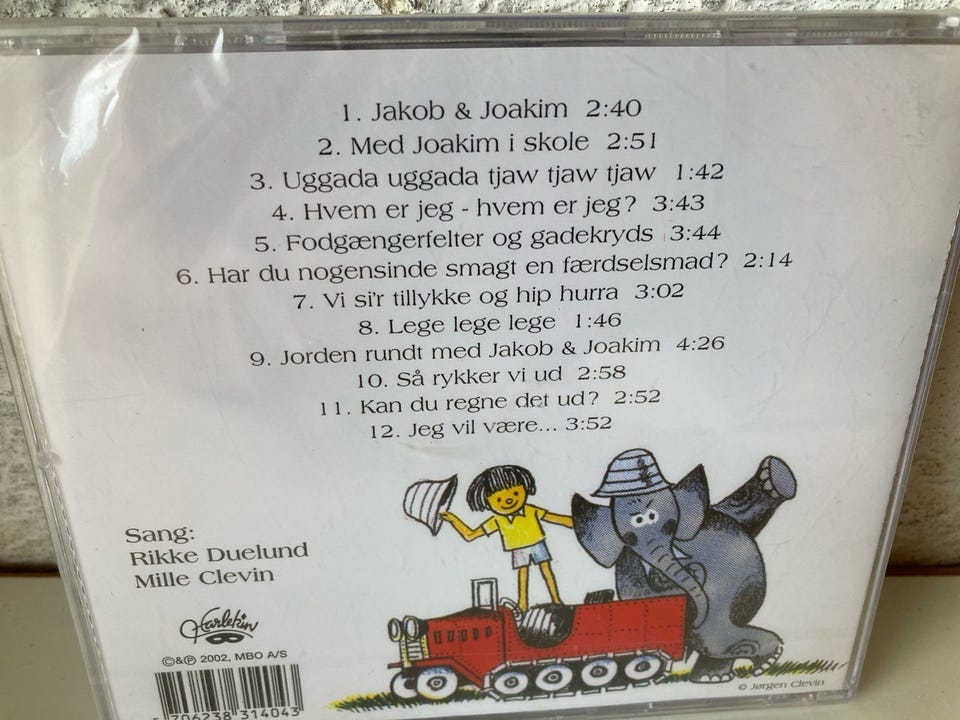 1. Jakob & Joakim 2:40
2. Med Joakim i skole 2:51
3. Uggada uggada tjaw tjaw tjaw 1:42
4. Hvem er jeg - hvem er jeg? 3:43
5. Fodgængerfelter og gadekryds 3:44
6. Har du nogensinde smagt en færdselsmad? 2:14
7. Vi si'r tillykke og hip hurra 3:02
8. Lege lege lege 1:46
9. Jorden rundt med Jakob & Joakim 4:26
10. Så rykker vi ud 2:58
11. Kan du regne det ud? 2:52
12. Jeg vil være... 3:52
Sang:
Rikke Duelund
Mille Clevin
Harlekin
©&℗ 2002, MBO A/S
5 706238 314043
© Jørgen Clevin